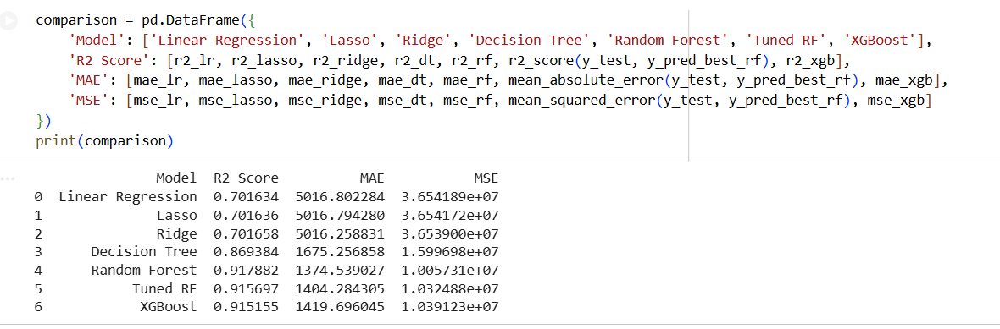 comparison = pd.DataFrame({
    'Model': ['Linear Regression', 'Lasso', 'Ridge', 'Decision Tree', 'Random Forest', 'Tuned RF', 'XGBoost'],
    'R2 Score': [r2_lr, r2_lasso, r2_ridge, r2_dt, r2_rf, r2_score(y_test, y_pred_best_rf), r2_xgb],
    'MAE': [mae_lr, mae_lasso, mae_ridge, mae_dt, mae_rf, mean_absolute_error(y_test, y_pred_best_rf), mae_xgb],
    'MSE': [mse_lr, mse_lasso, mse_ridge, mse_dt, mse_rf, mean_squared_error(y_test, y_pred_best_rf), mse_xgb]
})
print(comparison)
               Model  R2 Score          MAE           MSE
0  Linear Regression  0.701634  5016.802284  3.654189e+07
1              Lasso  0.701636  5016.794280  3.654172e+07
2              Ridge  0.701658  5016.258831  3.653900e+07
3      Decision Tree  0.869384  1675.256858  1.599698e+07
4      Random Forest  0.917882  1374.539027  1.005731e+07
5           Tuned RF  0.915697  1404.284305  1.032488e+07
6            XGBoost  0.915155  1419.696045  1.039123e+07